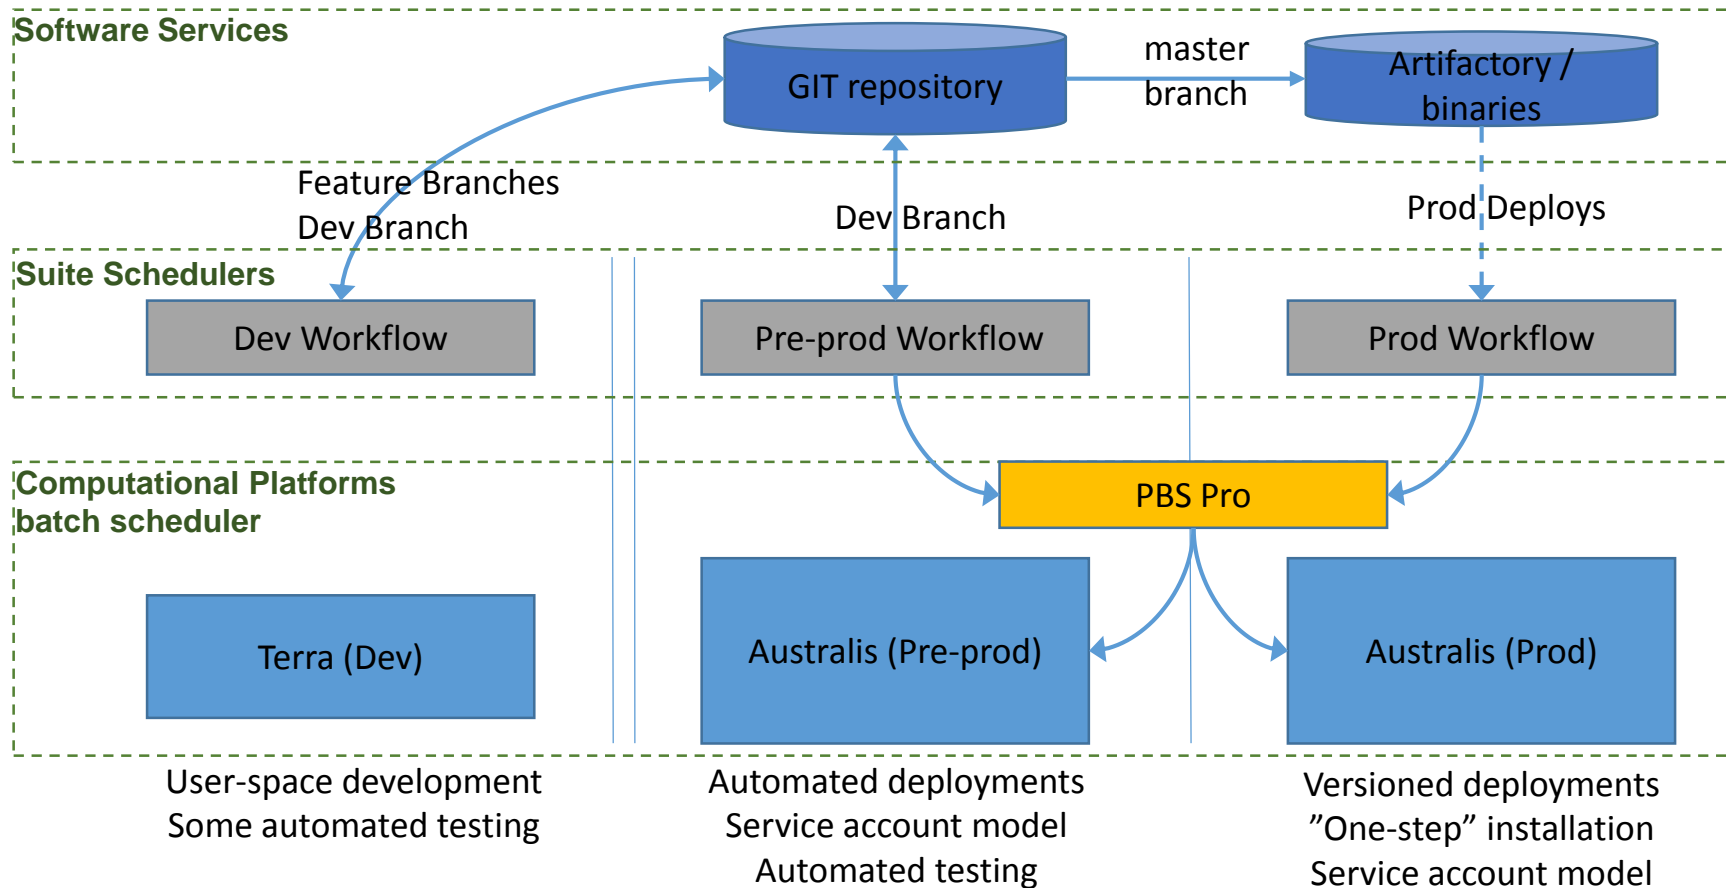 Software Services
GIT repository
master
branch
Artifactory /
binaries
Feature Branches
Dev Branch
Dev Branch
Prod Deploys
Suite Schedulers
Dev Workflow
Pre-prod Workflow
Prod Workflow
Computational Platforms
batch scheduler
PBS Pro
Terra (Dev)
Australis (Pre-prod)
Australis (Prod)
User-space development
Some automated testing
Automated deployments
Service account model
Automated testing
Versioned deployments
”One-step” installation
Service account model